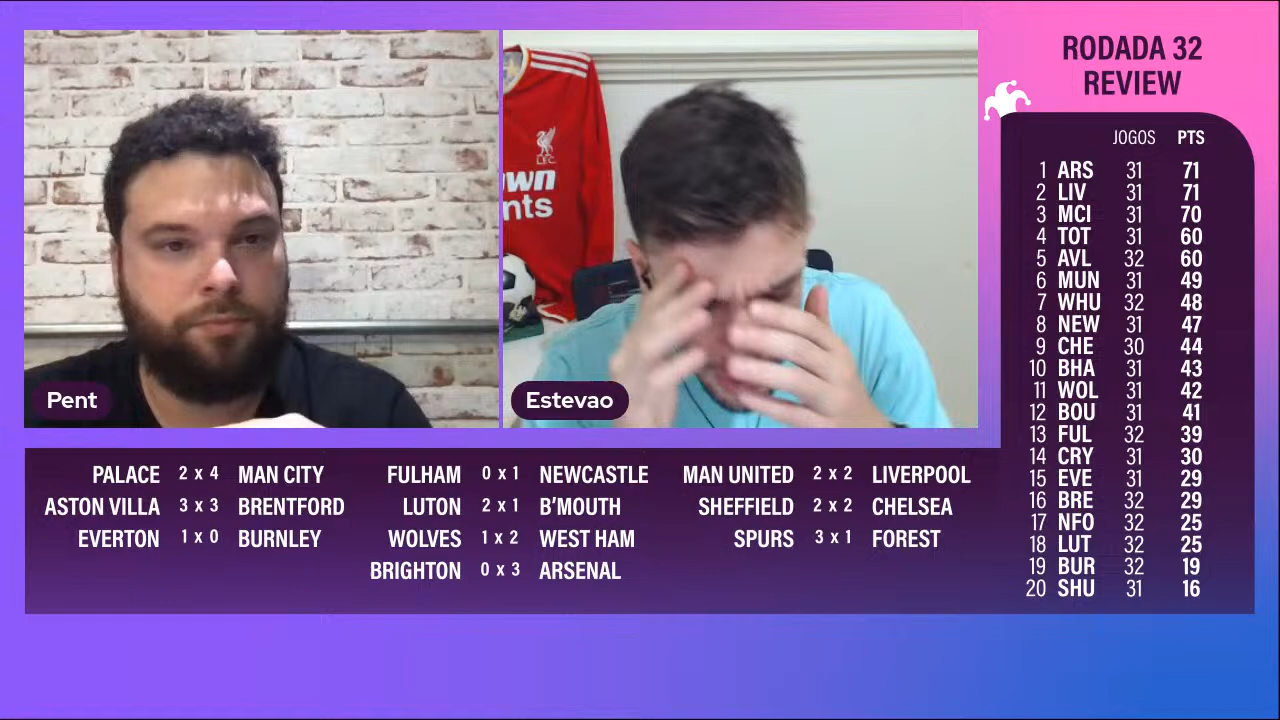 RODADA 32
REVIEW
LFC
wn
nts
Pent
Estevao
JOGOS PTS
1 ARS 31 71
2 LIV 31 71
3 MCI 31 70
4 TOT 31 60
5 AVL 32 60
6 MUN 31 49
7 WHU 32 48
8 NEW 31 47
9 CHE 30 44
10 BHA 31 43
11 WOL 31 42
12 BOU 31 41
13 FUL 32 39
14 CRY 31 30
15 EVE 31 29
16 BRE 32 29
17 NFO 32 25
18 LUT 32 25
19 BUR 32 19
20 SHU 31 16
PALACE 2 x 4 MAN CITY
ASTON VILLA 3 x 3 BRENTFORD
EVERTON 1 x 0 BURNLEY
FULHAM 0 x 1 NEWCASTLE
LUTON 2 x 1 B'MOUTH
WOLVES 1 x 2 WEST HAM
BRIGHTON 0 x 3 ARSENAL
MAN UNITED 2 x 2 LIVERPOOL
SHEFFIELD 2 x 2 CHELSEA
SPURS 3 x 1 FOREST